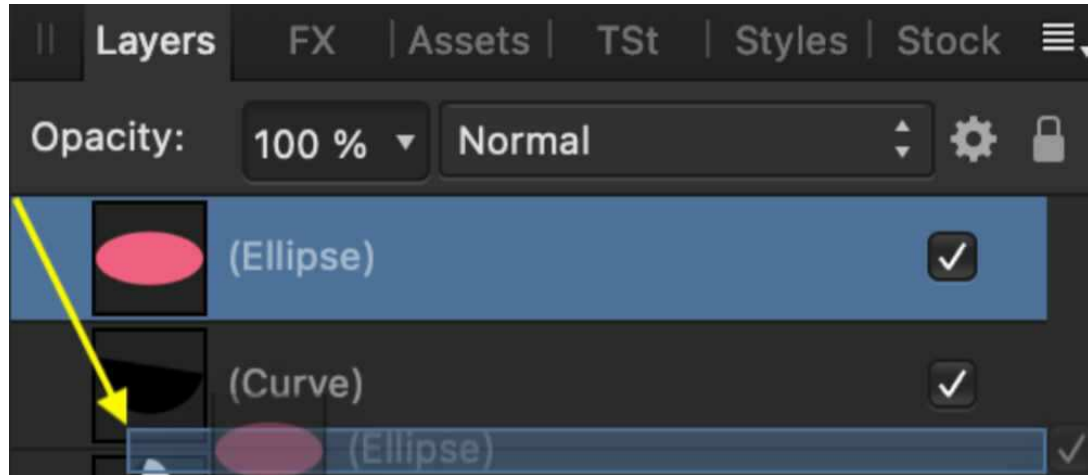 Layers FX Assets TSt Styles Stock
Opacity: 100 % Normal
(Ellipse)
(Curve)
(Ellipse)